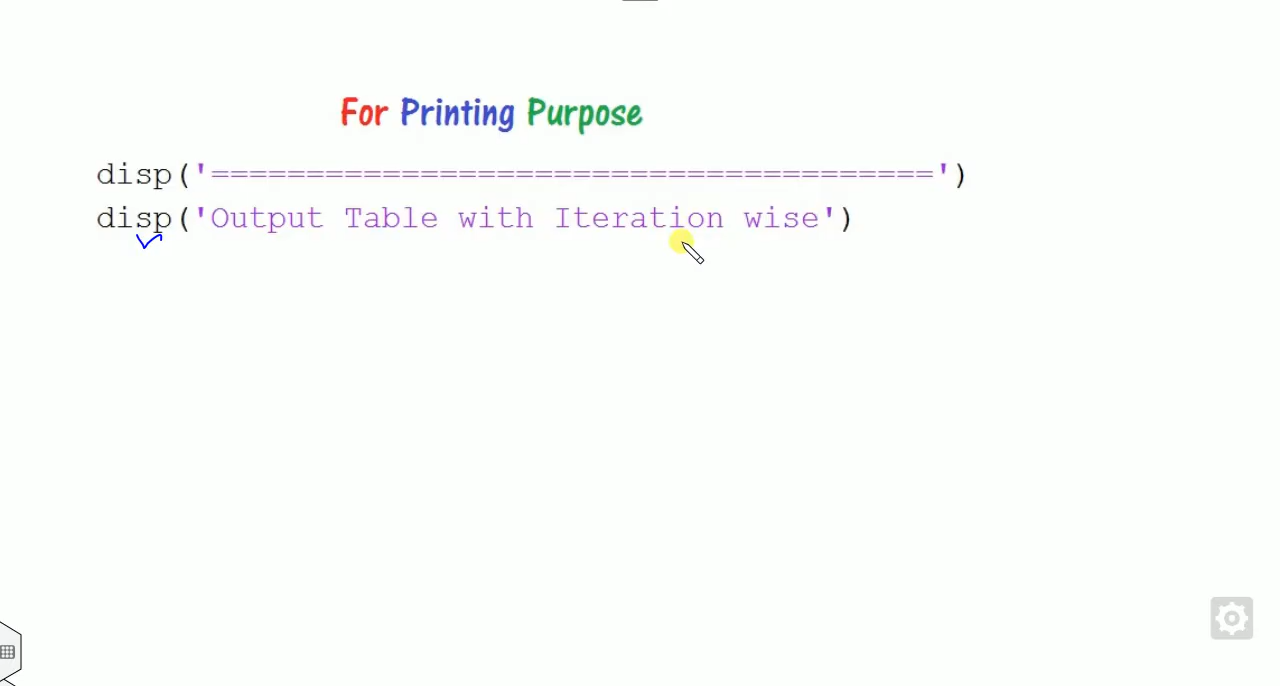 For Printing Purpose
disp('======================================')
disp('Output Table with Iteration wise')